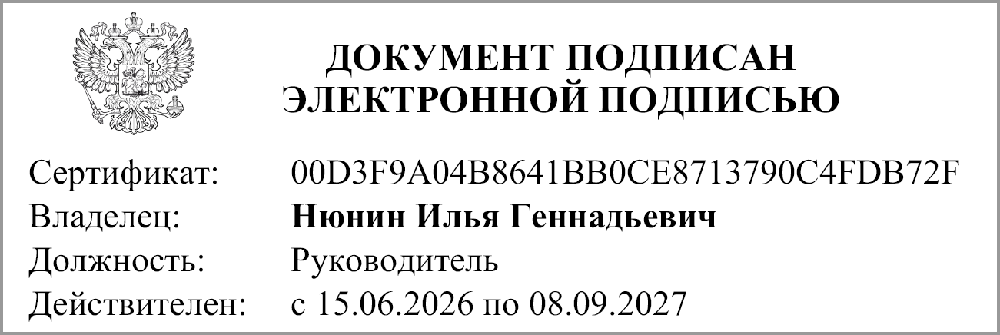 ДОКУМЕНТ ПОДПИСАН
ЭЛЕКТРОННОЙ ПОДПИСЬЮ
Сертификат: 00D3F9A04B8641BB0CE8713790C4FDB72F
Владелец: Нюнин Илья Геннадьевич
Должность: Руководитель
Действителен: с 15.06.2026 по 08.09.2027